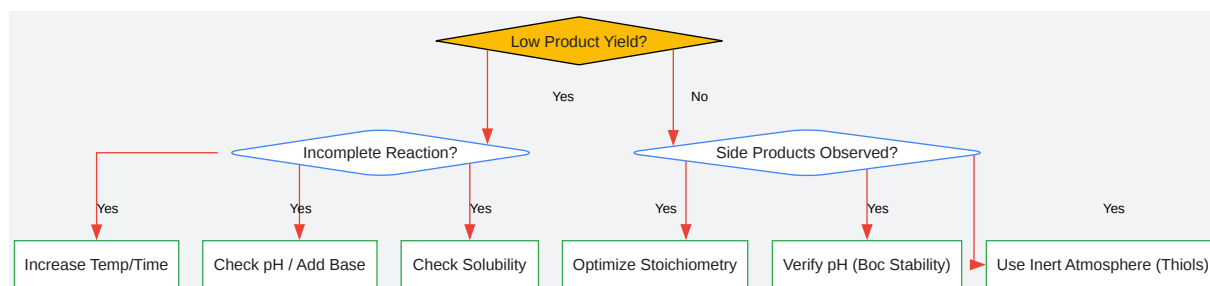 Low Product Yield?
Yes
No
Incomplete Reaction?
Side Products Observed?
Yes
Yes
Yes
Yes
Yes
Yes
Increase Temp/Time
Check pH / Add Base
Check Solubility
Optimize Stoichiometry
Verify pH (Boc Stability)
Use Inert Atmosphere (Thiols)